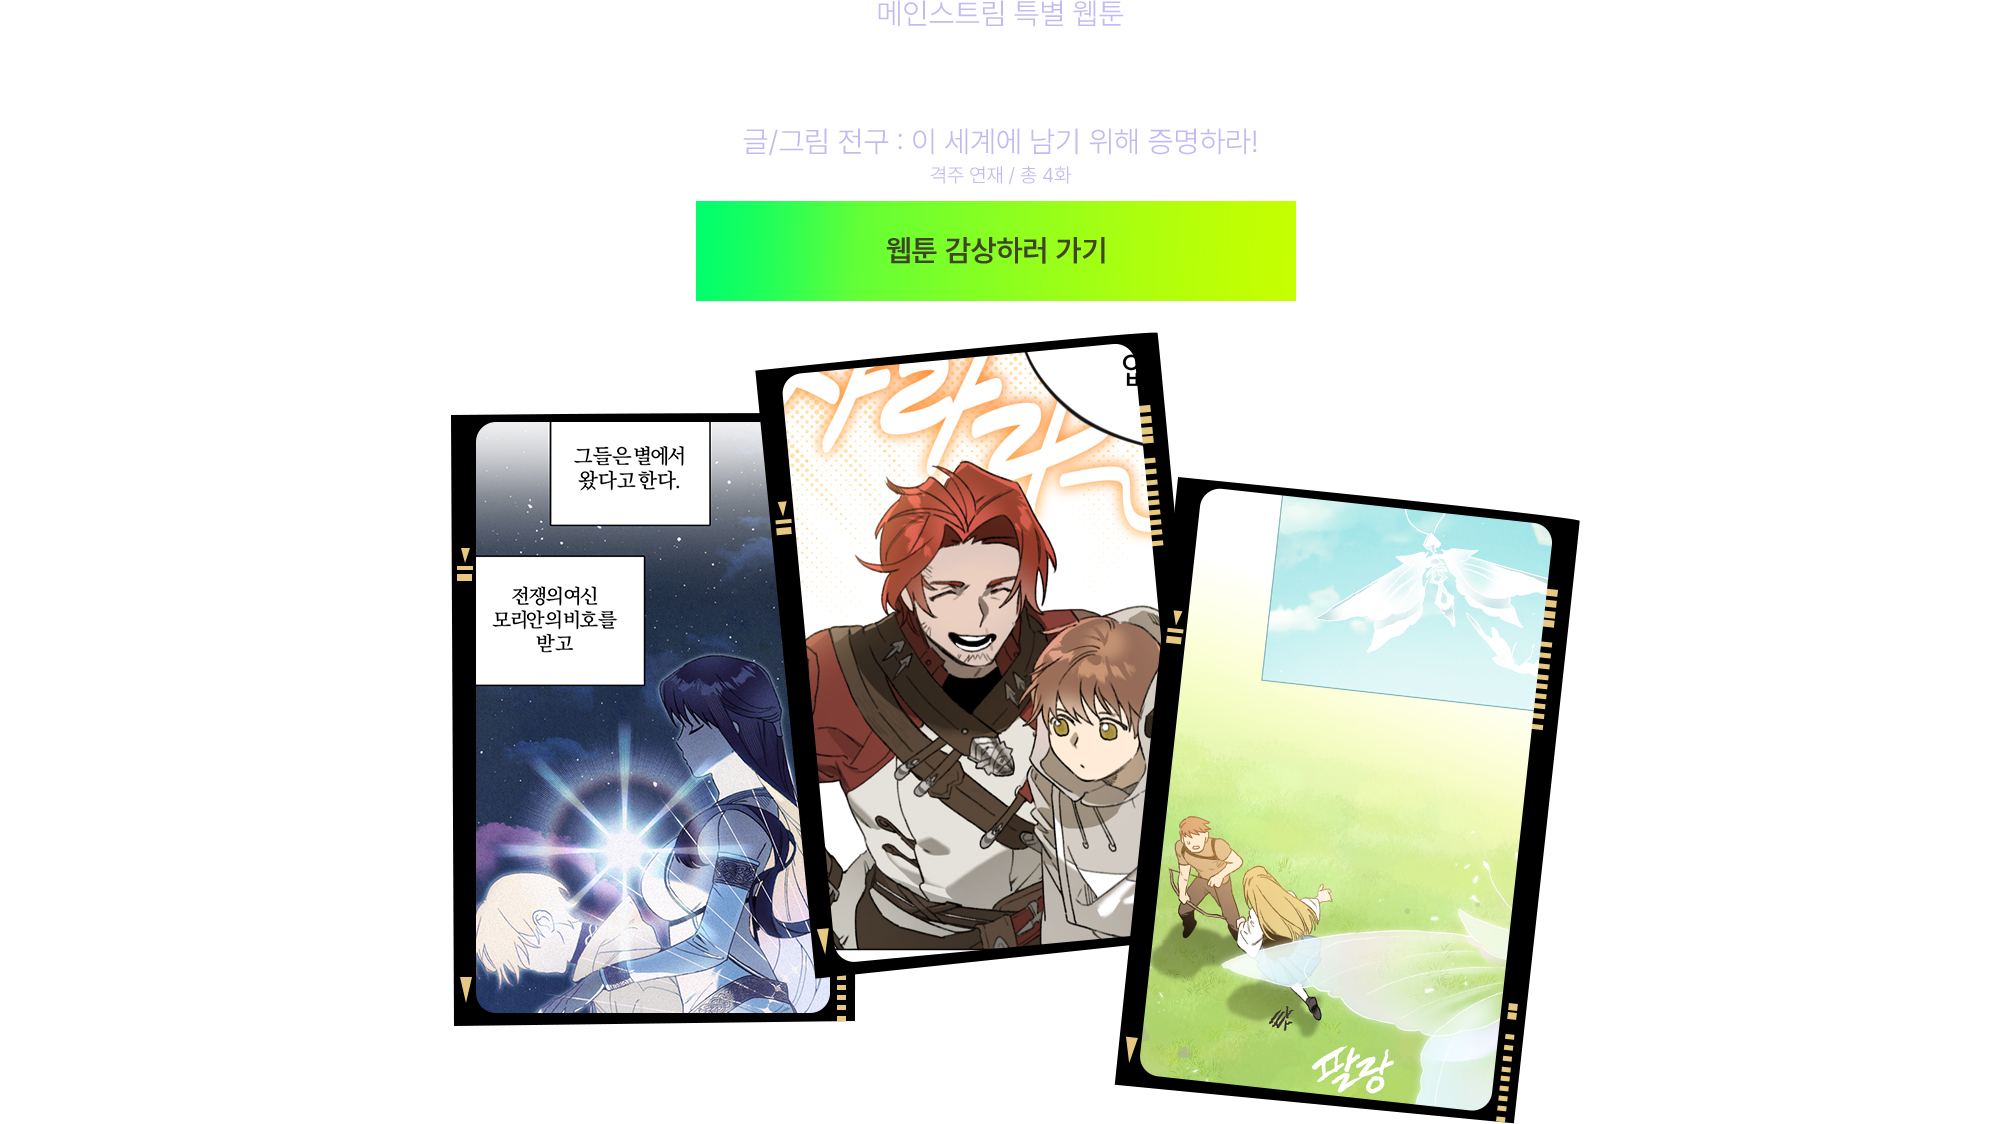 메인스트림 특별 웹툰
글/그림 전구 : 이 세계에 남기 위해 증명하라!
격주 연재 / 총 4화
웹툰 감상하러 가기
그들은 별에서
왔다고 한다.
전쟁의 여신
모리안의 비호를
받고
사라락~
팔랑